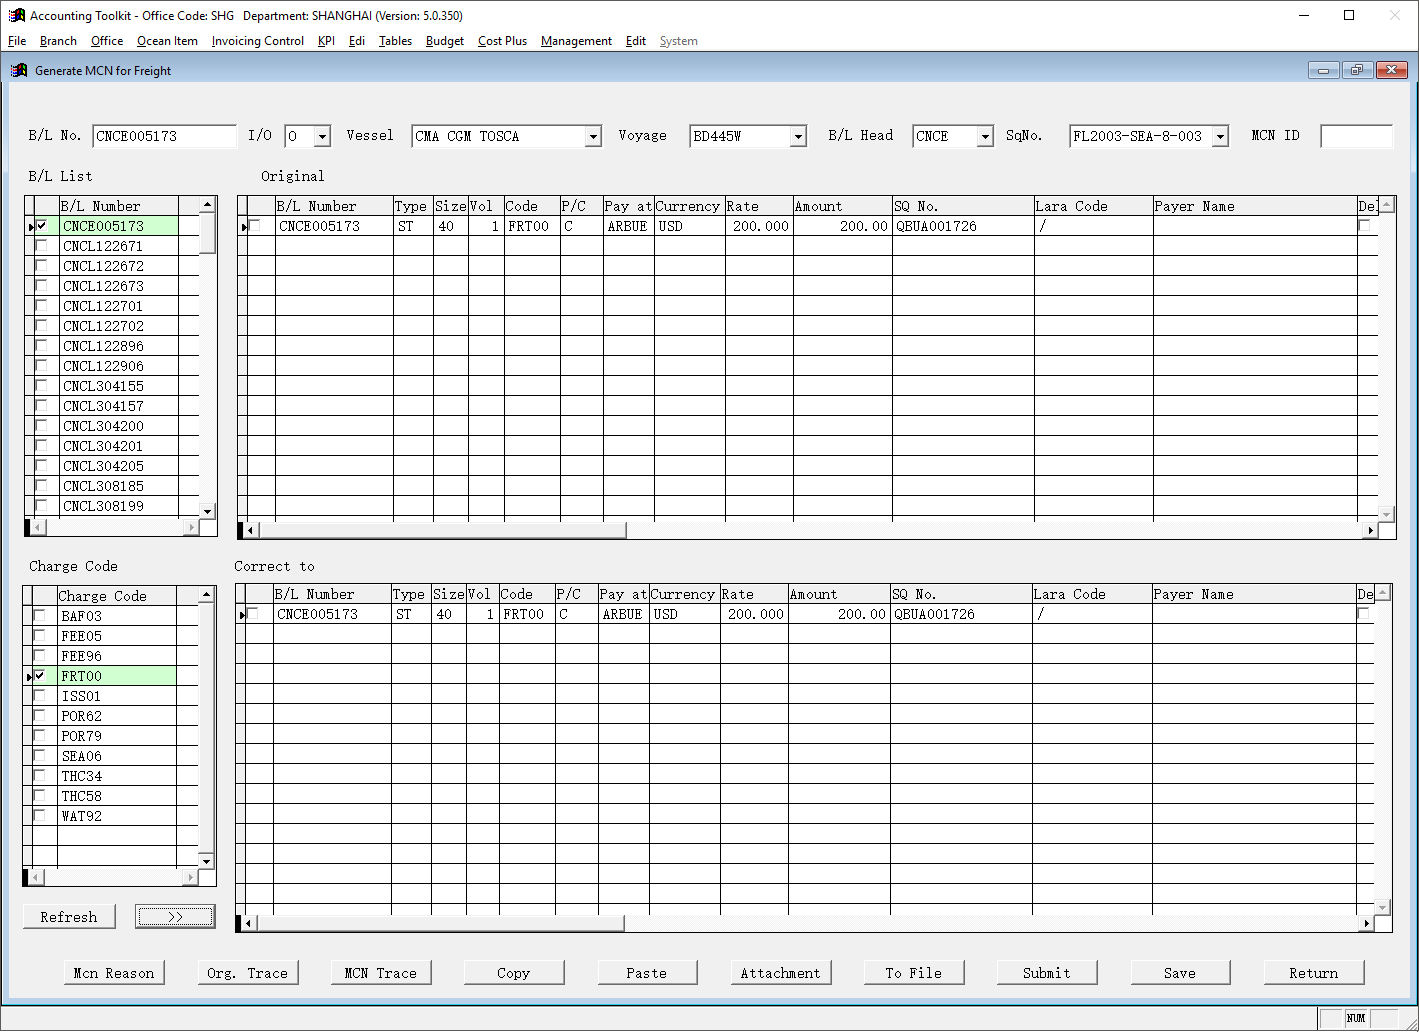 Accounting Toolkit - Office Code: SHG  Department: SHANGHAI (Version: 5.0.350)
File Branch Office Ocean Item Invoicing Control KPI Edi Tables Budget Cost Plus Management Edit System
Generate MCN for Freight
B/L No. CNCE005173 I/O O Vessel CMA CGM TOSCA Voyage BD445W B/L Head CNCE SqNo. FL2003-SEA-8-003 MCN ID
B/L List
B/L Number
CNCE005173
CNCL122671
CNCL122672
CNCL122673
CNCL122701
CNCL122702
CNCL122896
CNCL122906
CNCL304155
CNCL304157
CNCL304200
CNCL304201
CNCL304205
CNCL308185
CNCL308199
Original
B/L Number Type Size Vol Code P/C Pay at Currency Rate Amount SQ No. Lara Code Payer Name Del
CNCE005173 ST 40 1 FRT00 C ARBUE USD 200.000 200.00 QBUA001726 /
Charge Code
Charge Code
BAF03
FEE05
FEE96
FRT00
ISS01
POR62
POR79
SEA06
THC34
THC58
WAT92
Refresh >>
Correct to
B/L Number Type Size Vol Code P/C Pay at Currency Rate Amount SQ No. Lara Code Payer Name De
CNCE005173 ST 40 1 FRT00 C ARBUE USD 200.000 200.00 QBUA001726 /
Mcn Reason Org. Trace MCN Trace Copy Paste Attachment To File Submit Save Return
NUM